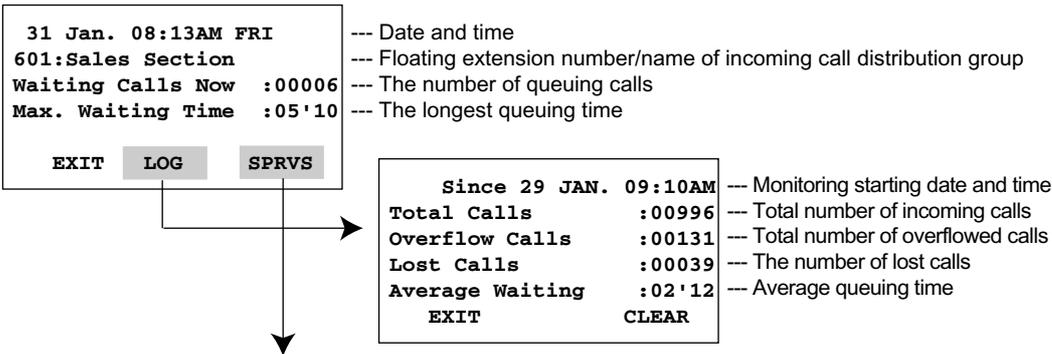 31 Jan. 08:13AM FRI --- Date and time
601:Sales Section --- Floating extension number/name of incoming call distribution group
Waiting Calls Now :00006 --- The number of queuing calls
Max. Waiting Time :05'10 --- The longest queuing time
EXIT LOG SPRVS
Since 29 JAN. 09:10AM --- Monitoring starting date and time
Total Calls :00996 --- Total number of incoming calls
Overflow Calls :00131 --- Total number of overflowed calls
Lost Calls :00039 --- The number of lost calls
Average Waiting :02'12 --- Average queuing time
EXIT CLEAR